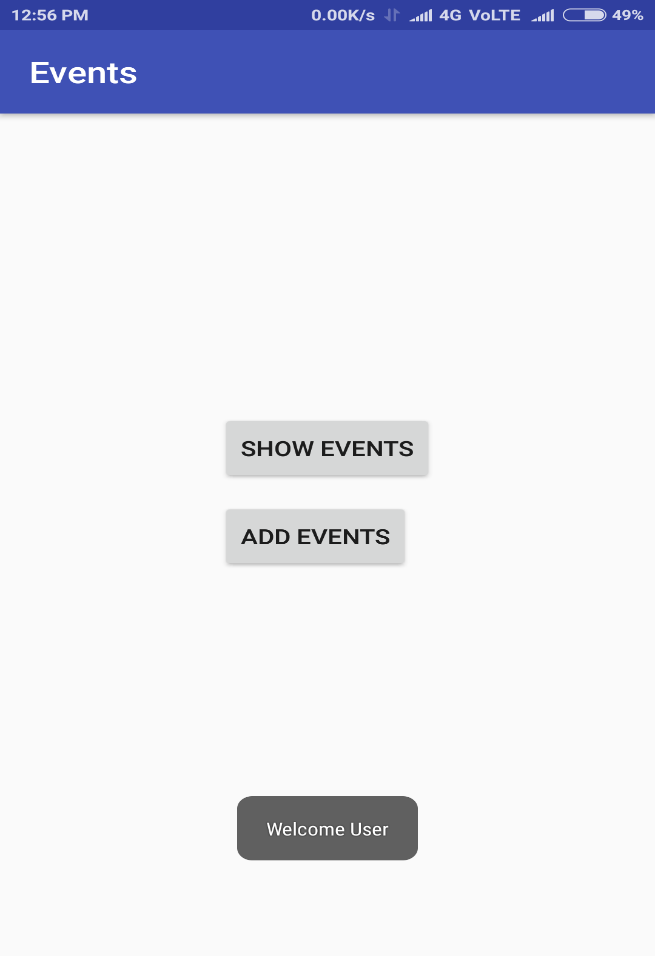 12:56 PM 0.00K/s 4G VoLTE 49%
Events
SHOW EVENTS
ADD EVENTS
Welcome User